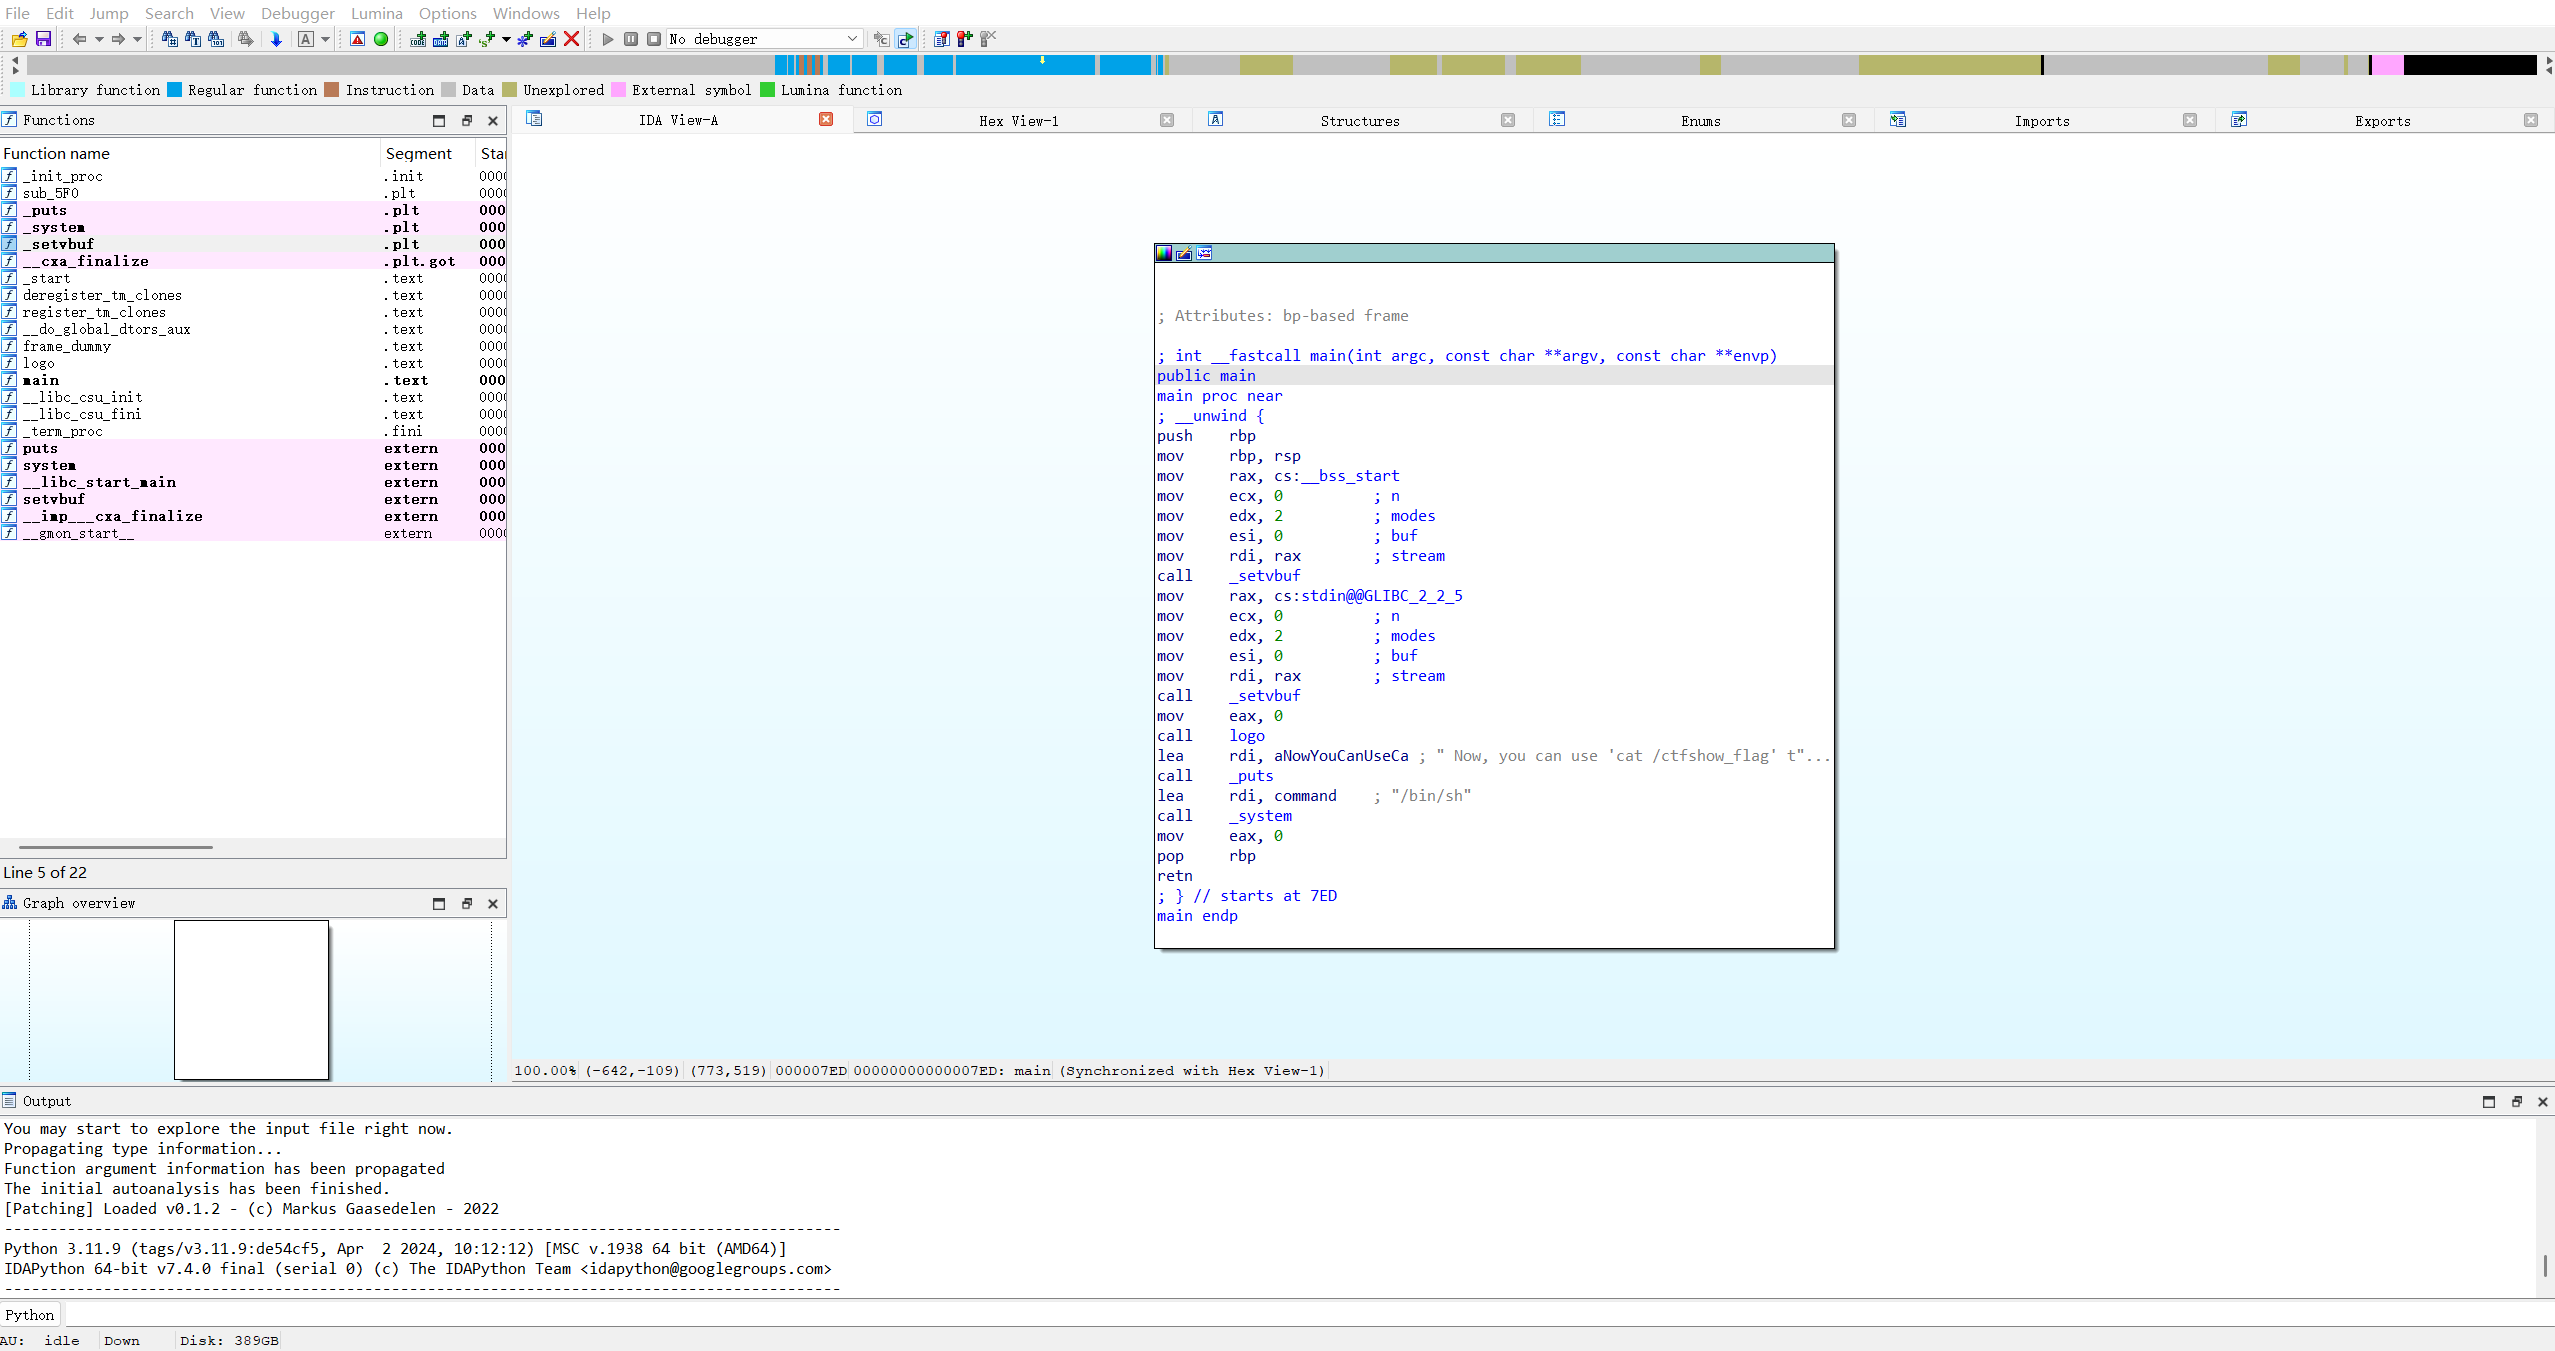 File Edit Jump Search View Debugger Lumina Options Windows Help
No debugger
Library function Regular function Instruction Data Unexplored External symbol Lumina function
Functions
Function name Segment Sta
_init_proc .init 000
sub_5F0 .plt 000
_puts .plt 000
_system .plt 000
_setvbuf .plt 000
__cxa_finalize .plt.got 000
_start .text 000
deregister_tm_clones .text 000
register_tm_clones .text 000
__do_global_dtors_aux .text 000
frame_dummy .text 000
logo .text 000
main .text 000
__libc_csu_init .text 000
__libc_csu_fini .text 000
_term_proc .fini 000
puts extern 000
system extern 000
__libc_start_main extern 000
setvbuf extern 000
__imp___cxa_finalize extern 000
__gmon_start__ extern 000
Line 5 of 22
Graph overview
IDA View-A Hex View-1 Structures Enums Imports Exports
; Attributes: bp-based frame
; int __fastcall main(int argc, const char **argv, const char **envp)
public main
main proc near
; __unwind {
push rbp
mov rbp, rsp
mov rax, cs:__bss_start
mov ecx, 0 ; n
mov edx, 2 ; modes
mov esi, 0 ; buf
mov rdi, rax ; stream
call _setvbuf
mov rax, cs:stdin@@GLIBC_2_2_5
mov ecx, 0 ; n
mov edx, 2 ; modes
mov esi, 0 ; buf
mov rdi, rax ; stream
call _setvbuf
mov eax, 0
call logo
lea rdi, aNowYouCanUseCa ; " Now, you can use 'cat /ctfshow_flag' t"...
call _puts
lea rdi, command ; "/bin/sh"
call _system
mov eax, 0
pop rbp
retn
; } // starts at 7ED
main endp
100.00% (-642,-109) (773,519) 000007ED 00000000000007ED: main (Synchronized with Hex View-1)
Output
You may start to explore the input file right now.
Propagating type information...
Function argument information has been propagated
The initial autoanalysis has been finished.
[Patching] Loaded v0.1.2 - (c) Markus Gaasedelen - 2022
---------------------------------------------------------------------------------------------
Python 3.11.9 (tags/v3.11.9:de54cf5, Apr  2 2024, 10:12:12) [MSC v.1938 64 bit (AMD64)]
IDAPython 64-bit v7.4.0 final (serial 0) (c) The IDAPython Team <idapython@googlegroups.com>
---------------------------------------------------------------------------------------------
Python
AU: idle Down Disk: 389GB